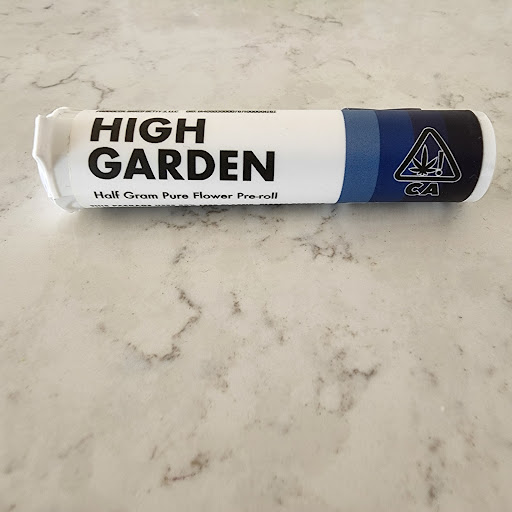 HIGH
GARDEN
Half Gram Pure Flower Pre-roll
CA